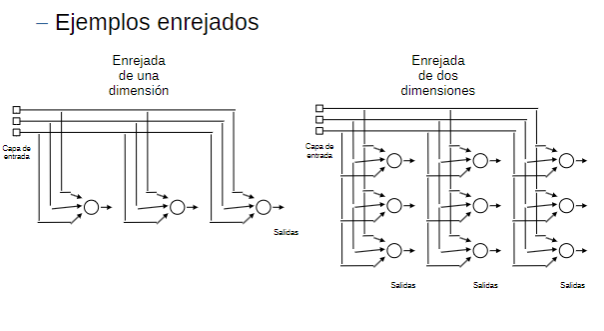 – Ejemplos enrejados
Enrejada
de una
dimensión
Capa de
entrada
Salidas
Enrejada
de dos
dimensiones
Capa de
entrada
Salidas
Salidas
Salidas